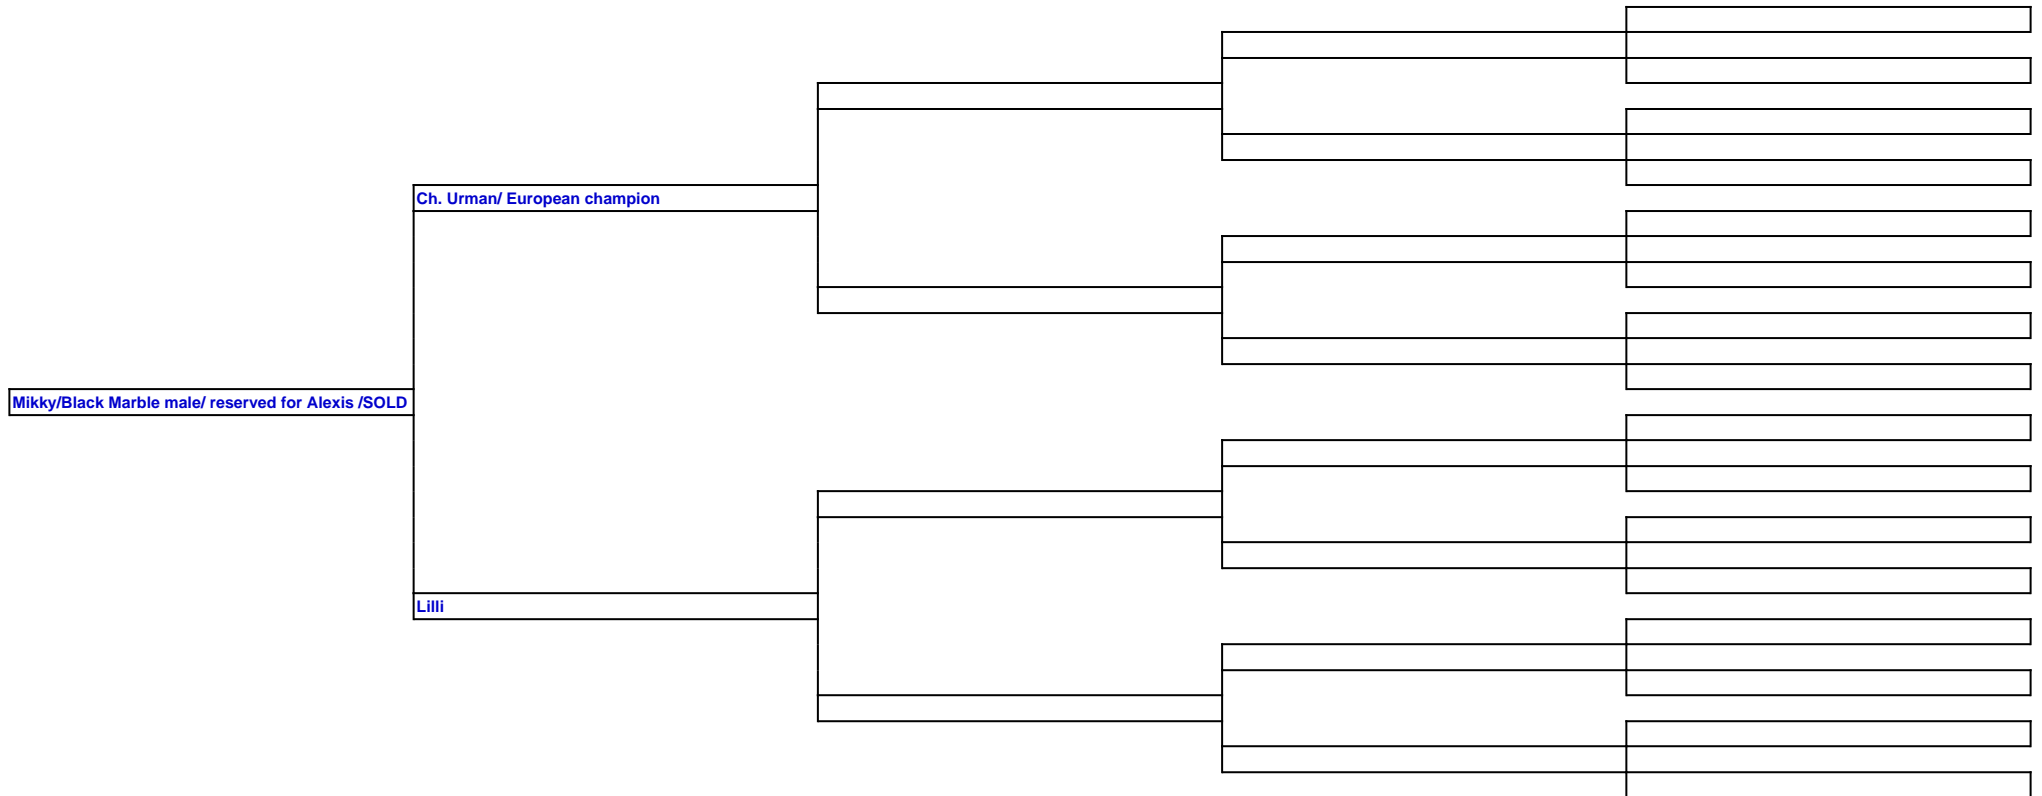 Ch. Urman/ European champion
Mikky/Black Marble male/ reserved for Alexis /SOLD
Lilli